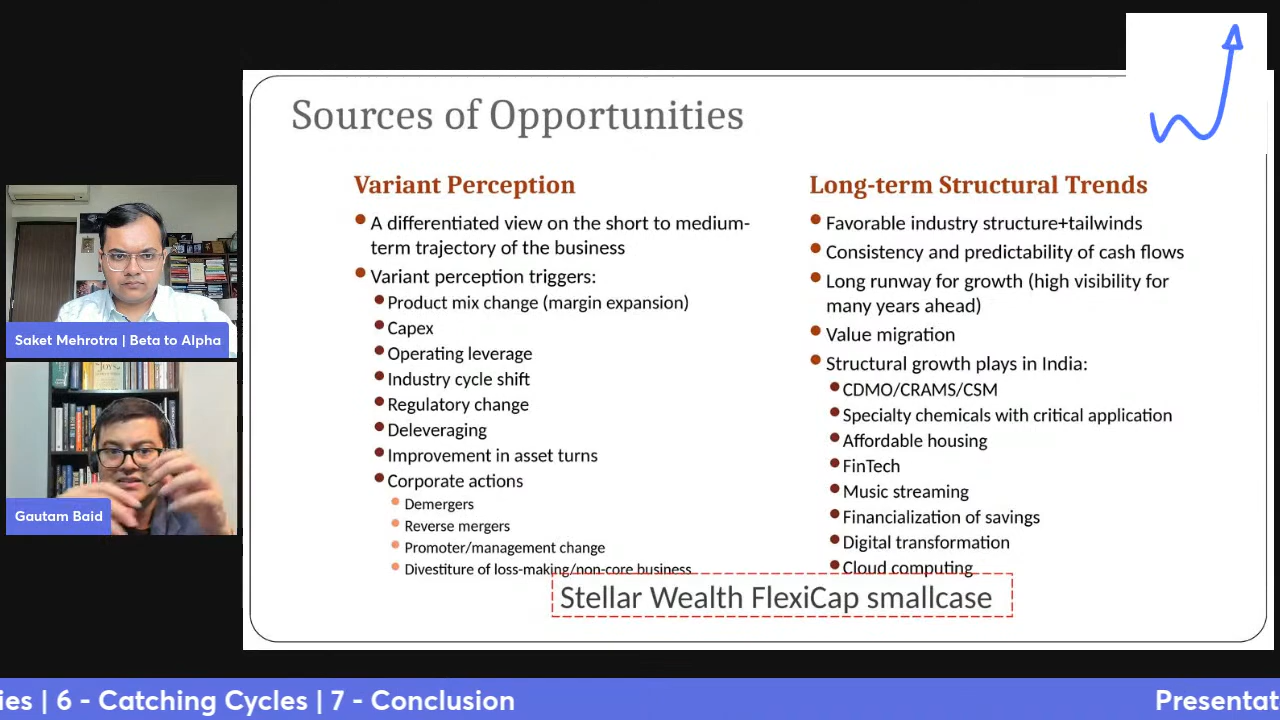 Sources of Opportunities
Variant Perception
A differentiated view on the short to medium-
term trajectory of the business
Variant perception triggers:
Product mix change (margin expansion)
Capex
Operating leverage
Industry cycle shift
Regulatory change
Deleveraging
Improvement in asset turns
Corporate actions
Demergers
Reverse mergers
Promoter/management change
Divestiture of loss-making/non-core business
Long-term Structural Trends
Favorable industry structure+tailwinds
Consistency and predictability of cash flows
Long runway for growth (high visibility for
many years ahead)
Value migration
Structural growth plays in India:
CDMO/CRAMS/CSM
Specialty chemicals with critical application
Affordable housing
FinTech
Music streaming
Financialization of savings
Digital transformation
Cloud computing
Stellar Wealth FlexiCap smallcase
Saket Mehrotra | Beta to Alpha
Gautam Baid
ies | 6 - Catching Cycles | 7 - Conclusion
Presentat